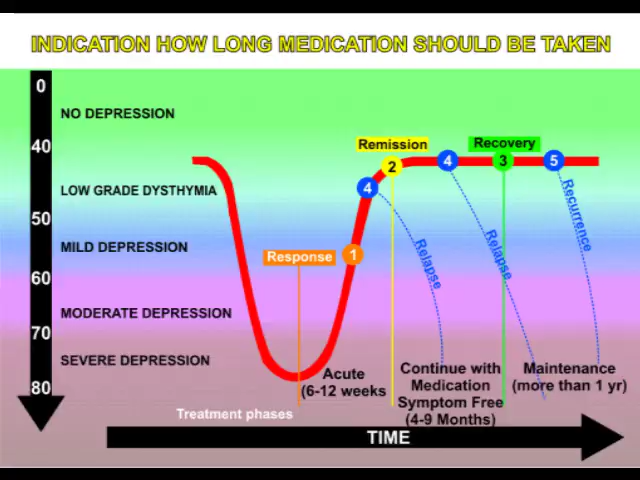 INDICATION HOW LONG MEDICATION SHOULD BE TAKEN
0
NO DEPRESSION
40
Remission
Recovery
2
4
3
5
4
LOW GRADE DYSTHYMIA
50
Recurrence
MILD DEPRESSION
Response
1
Relapse
Relapse
60
MODERATE DEPRESSION
70
SEVERE DEPRESSION
80
Acute
(6-12 weeks
Continue with
Medication
Symptom Free
(4-9 Months)
Maintenance
(more than 1 yr)
Treatment phases
TIME